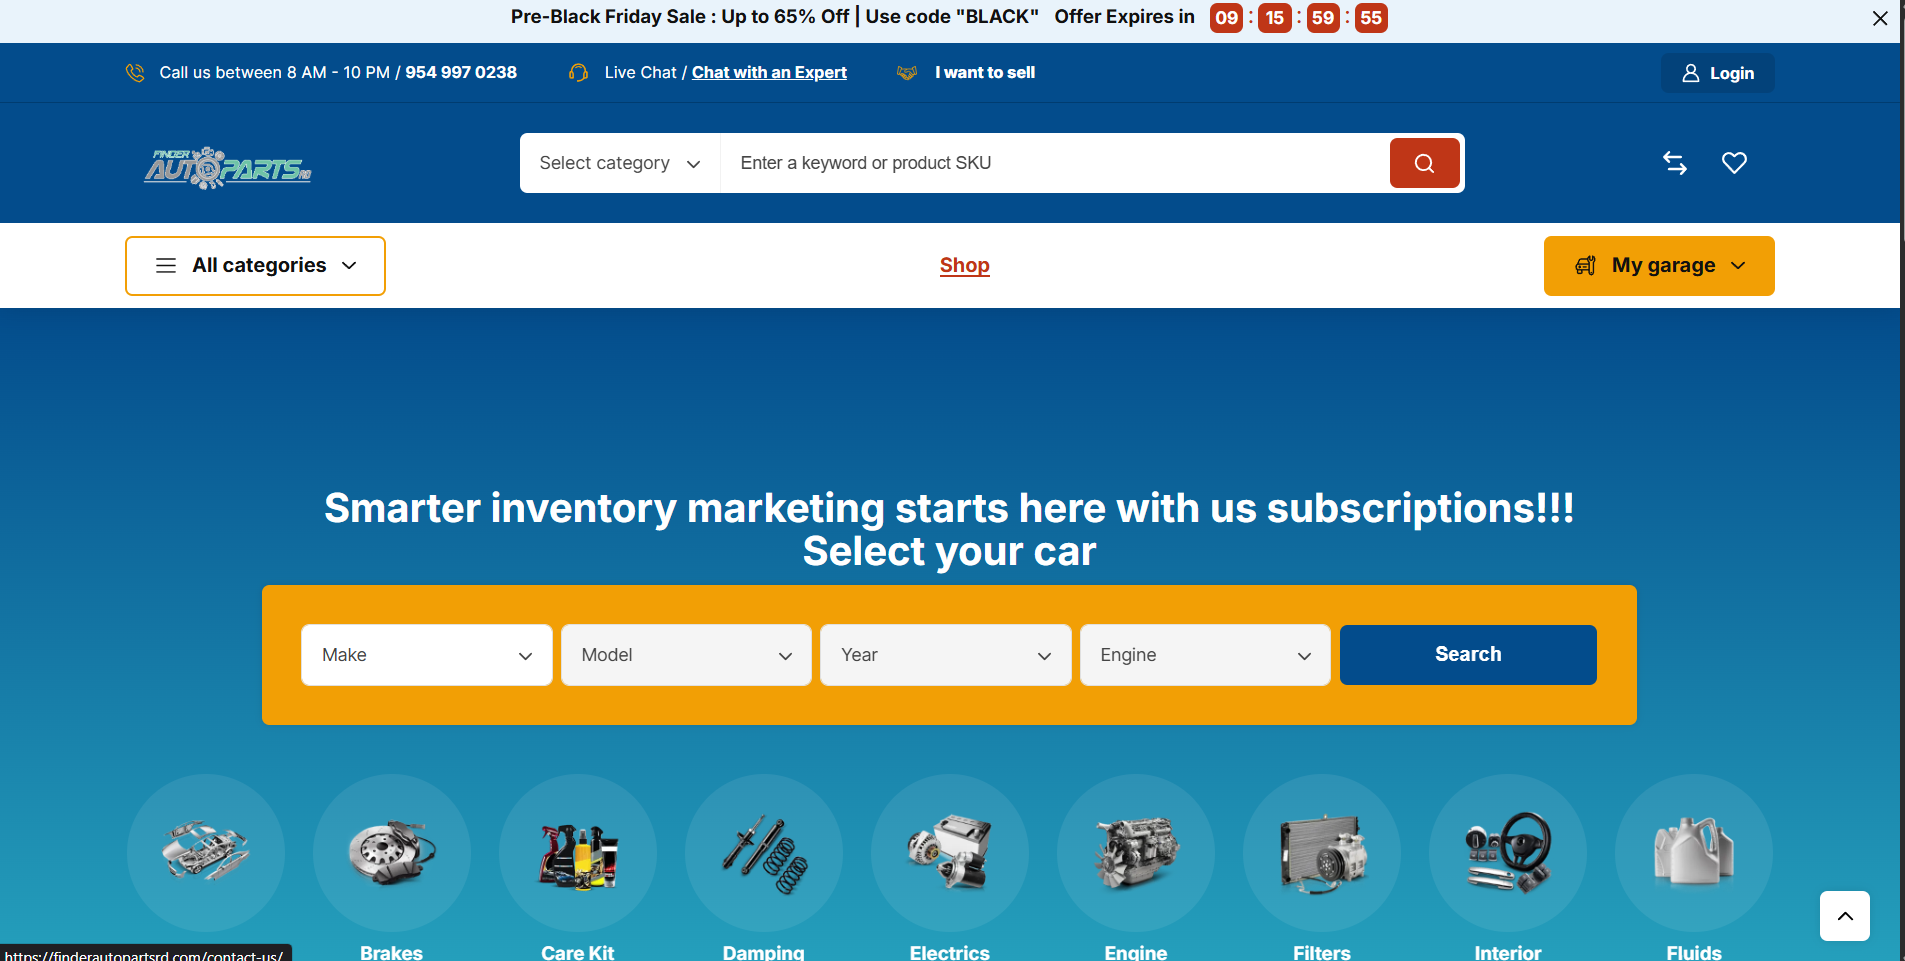 Pre-Black Friday Sale : Up to 65% Off | Use code "BLACK" Offer Expires in 09 : 15 : 59 : 55
Call us between 8 AM - 10 PM / 954 997 0238
Live Chat / Chat with an Expert
I want to sell
Login
FINDER
AUTOPARTS RD
Select category
Enter a keyword or product SKU
All categories
Shop
My garage
Smarter inventory marketing starts here with us subscriptions!!!
Select your car
Make
Model
Year
Engine
Search
Brakes
Care Kit
Damping
Electrics
Engine
Filters
Interior
Fluids
https://finderautopartsrd.com/contact-us/